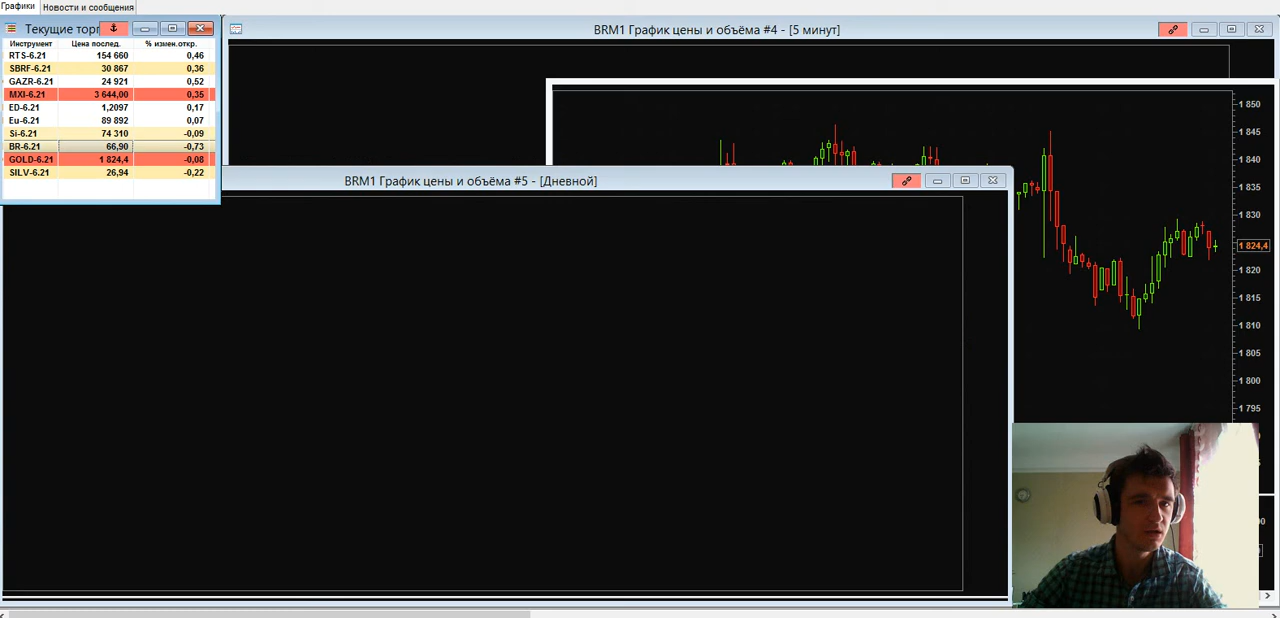 Графики Новости и сообщения
Текущие торг
BRM1 График цены и объёма #4 - [5 минут]
Инструмент Цена послед. % измен.откр.
RTS-6.21 154 660 0,46
SBRF-6.21 30 867 0,36
GAZR-6.21 24 921 0,52
MXI-6.21 3 644,00 0,35
ED-6.21 1,2097 0,17
Eu-6.21 89 892 0,07
Si-6.21 74 310 -0,09
BR-6.21 66,90 -0,73
GOLD-6.21 1 824,4 -0,08
SILV-6.21 26,94 -0,22
BRM1 График цены и объёма #5 - [Дневной]
1 850
1 845
1 840
1 835
1 830
1 824,4
1 820
1 815
1 810
1 805
1 800
1 795